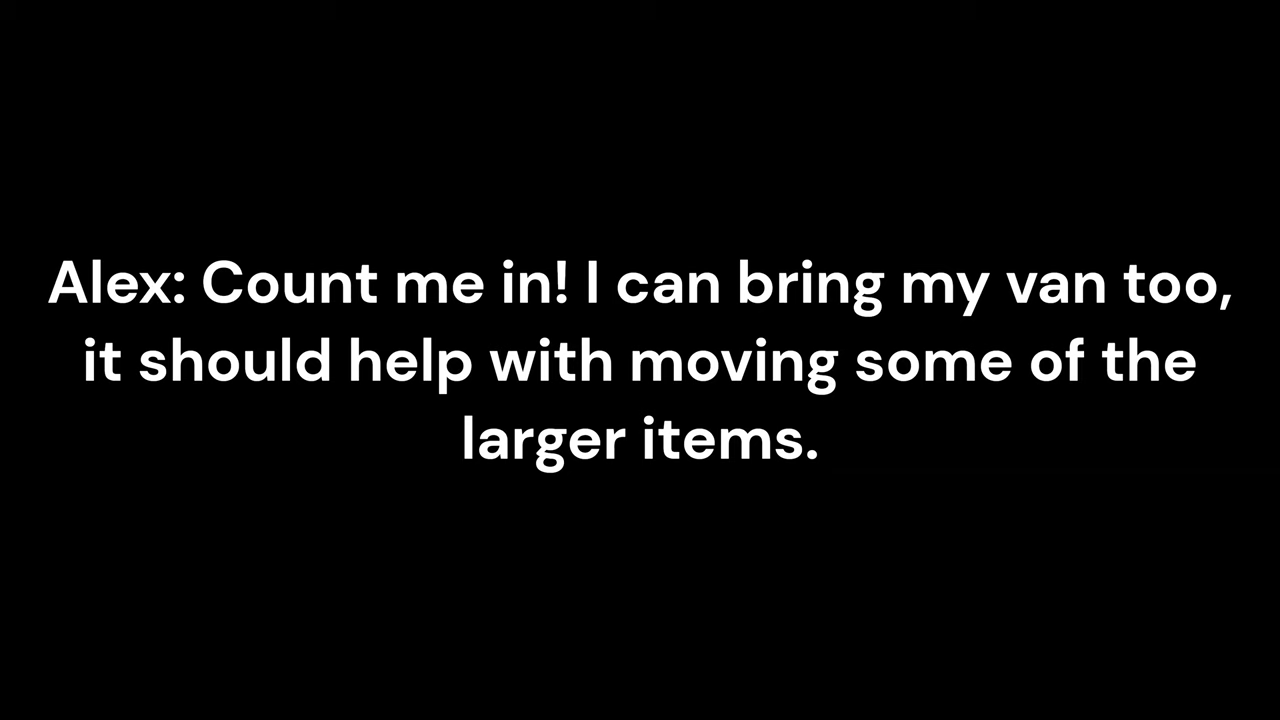 Alex: Count me in! I can bring my van too,
it should help with moving some of the
larger items.